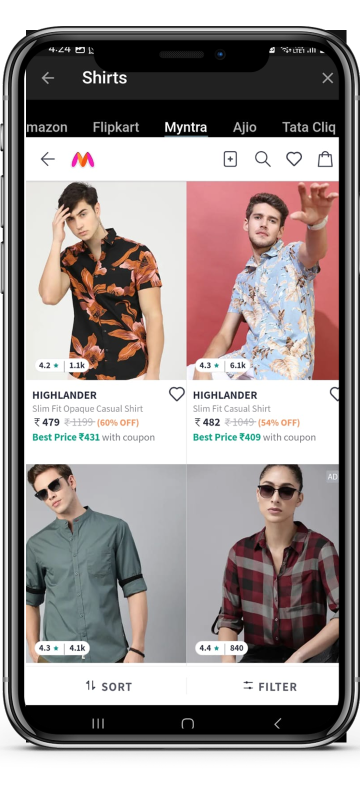 4:24
Shirts
mazon Flipkart Myntra Ajio Tata Cliq
4.2 ★ | 1.1k
4.3 ★ | 6.1k
HIGHLANDER
Slim Fit Opaque Casual Shirt
₹ 479 ₹ 1199 (60% OFF)
Best Price ₹431 with coupon
HIGHLANDER
Slim Fit Casual Shirt
₹ 482 ₹ 1049 (54% OFF)
Best Price ₹409 with coupon
AD
4.3 ★ | 4.1k
4.4 ★ | 840
SORT
FILTER